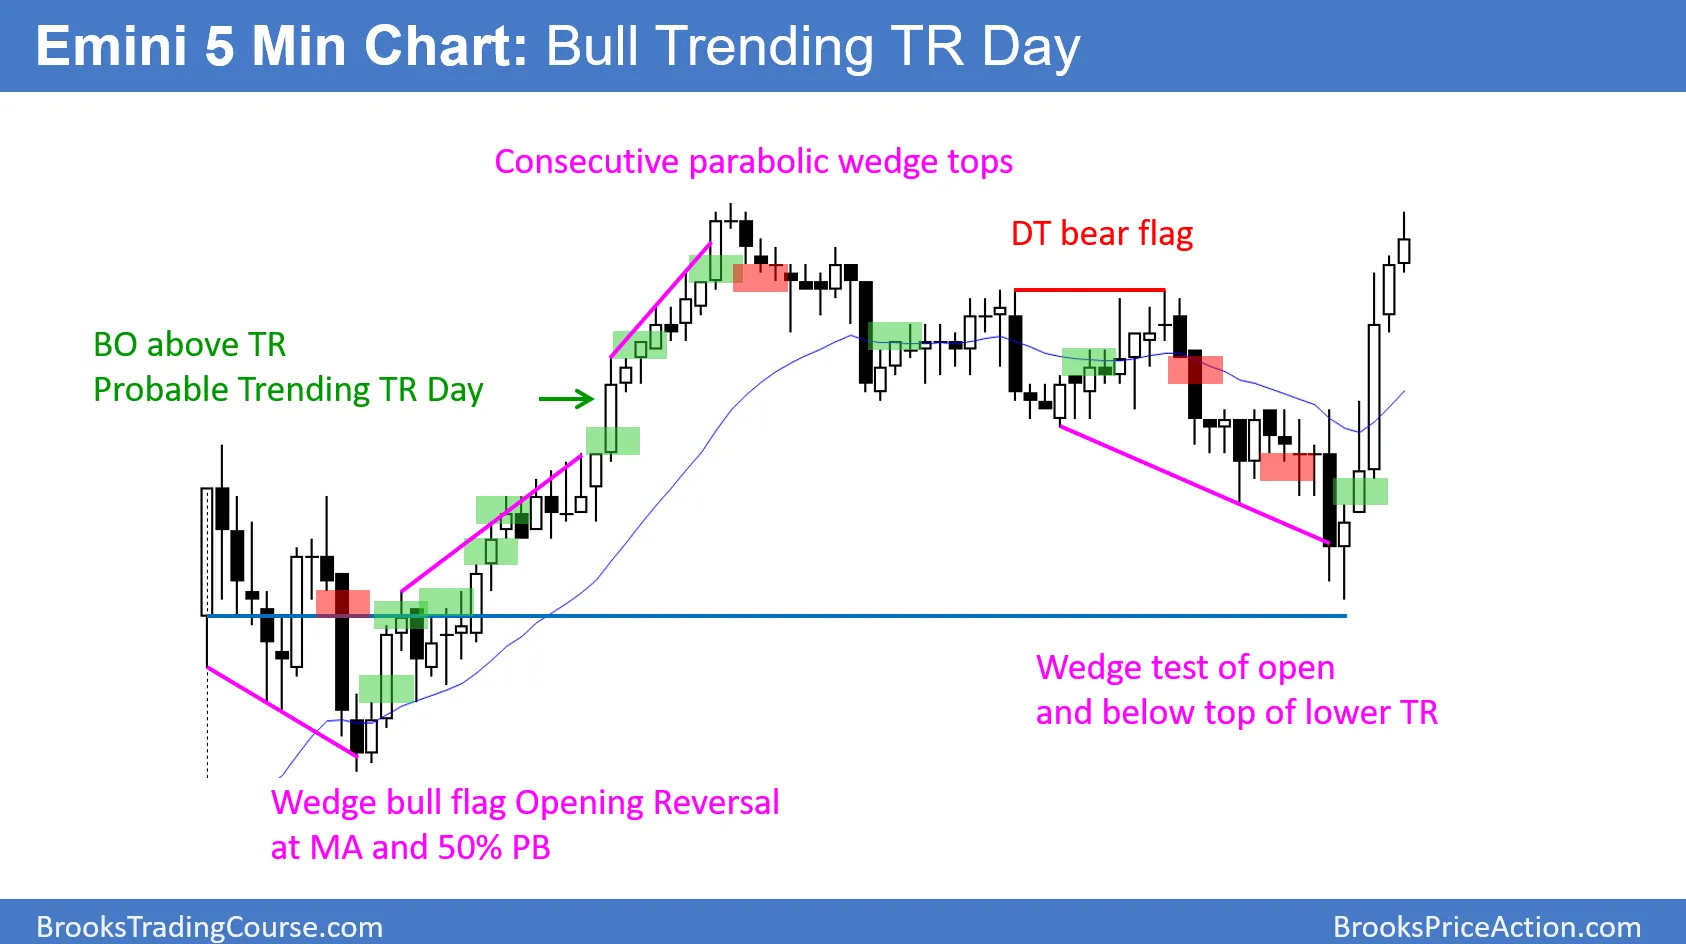 Emini 5 Min Chart: Bull Trending TR Day
Consecutive parabolic wedge tops
DT bear flag
BO above TR
Probable Trending TR Day
Wedge test of open
and below top of lower TR
Wedge bull flag Opening Reversal
at MA and 50% PB
BrooksTradingCourse.com
BrooksPriceAction.com